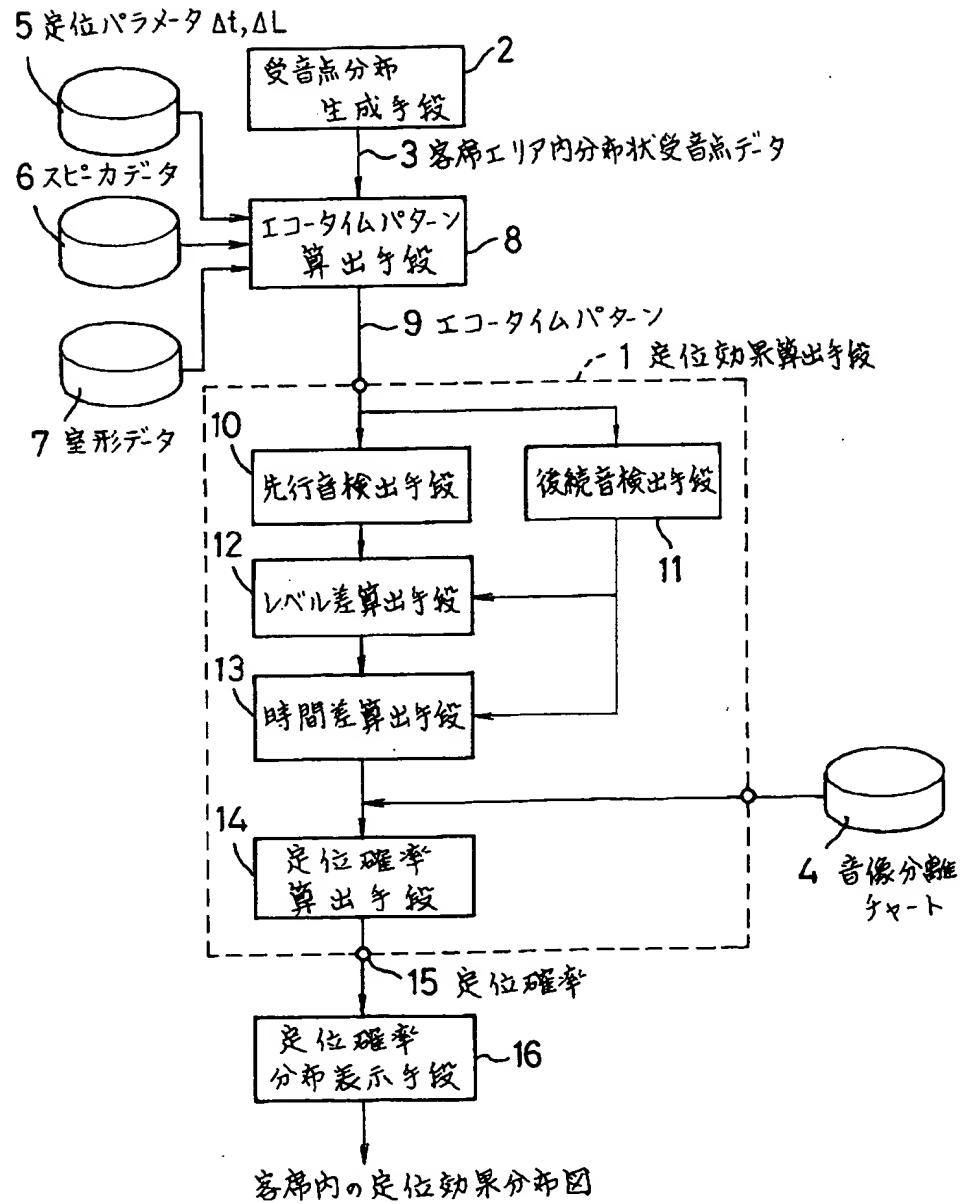 5 定位パラメータ Δt, ΔL
受音点分布
生成手段
2
3 客席エリア内分布状受音点データ
6 スピーカデータ
エコータイムパターン
算出手段
8
9 エコータイムパターン
1 定位効果算出手段
7 室形データ
10
先行音検出手段
後続音検出手段
11
12
レベル差算出手段
13
時間差算出手段
14
定位確率
算出手段
4 音像分離
チャート
15 定位確率
定位確率
分布表示手段
16
客席内の定位効果分布図